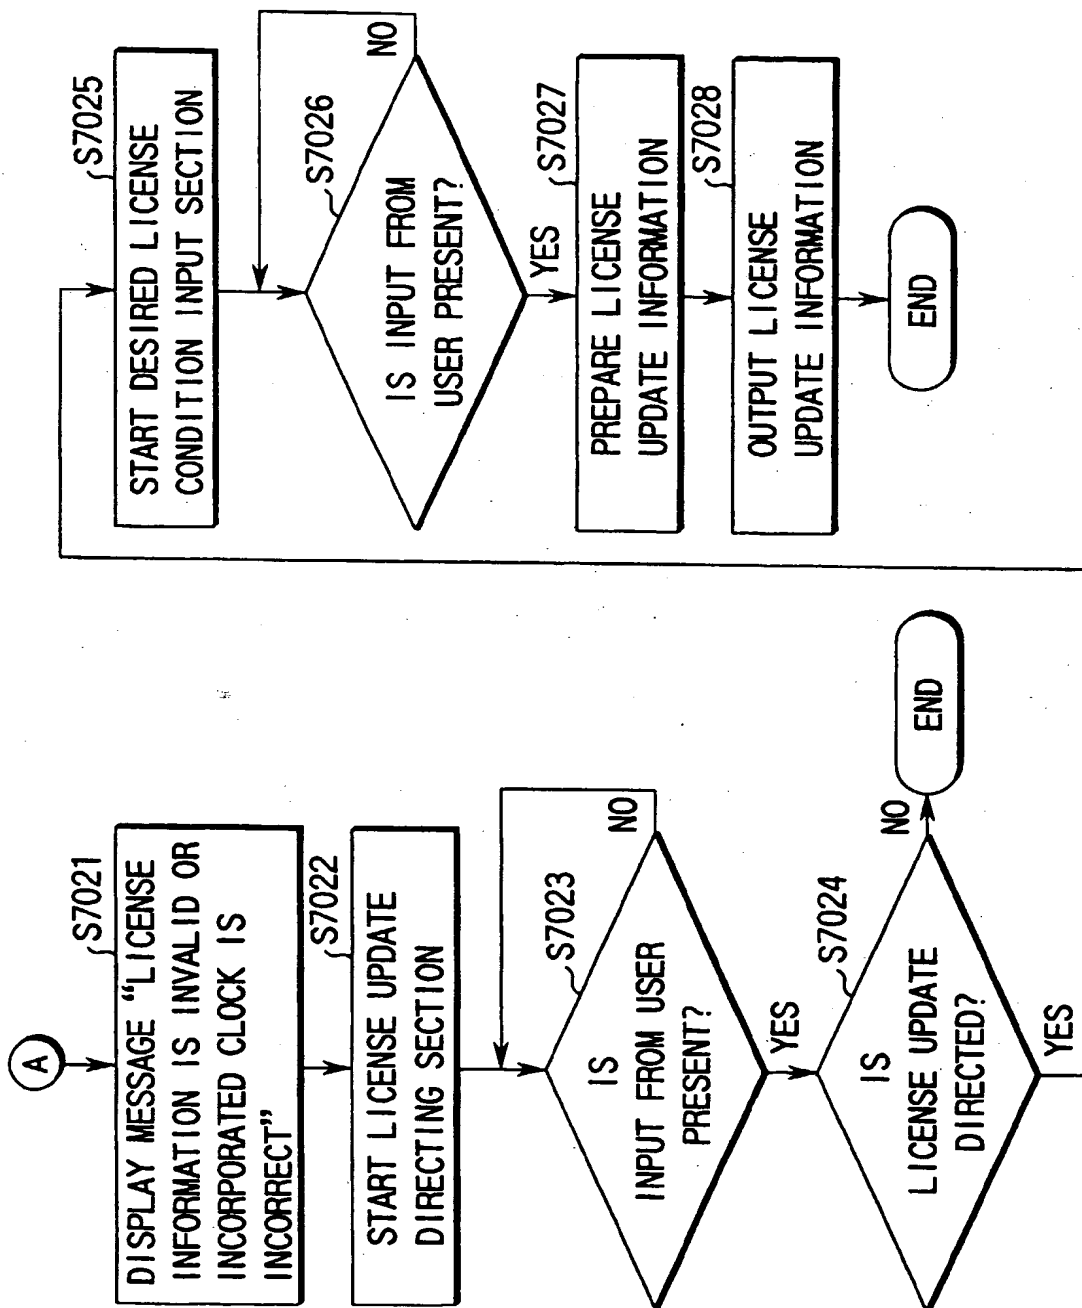 A
S7021
DISPLAY MESSAGE “LICENSE
INFORMATION IS INVALID OR
INCORPORATED CLOCK IS
INCORRECT”
S7022
START LICENSE UPDATE
DIRECTING SECTION
S7023
IS
INPUT FROM USER
PRESENT?
NO
YES
S7024
IS
LICENSE UPDATE
DIRECTED?
NO
END
YES
S7025
START DESIRED LICENSE
CONDITION INPUT SECTION
S7026
IS INPUT FROM
USER PRESENT?
NO
YES
S7027
PREPARE LICENSE
UPDATE INFORMATION
S7028
OUTPUT LICENSE
UPDATE INFORMATION
END